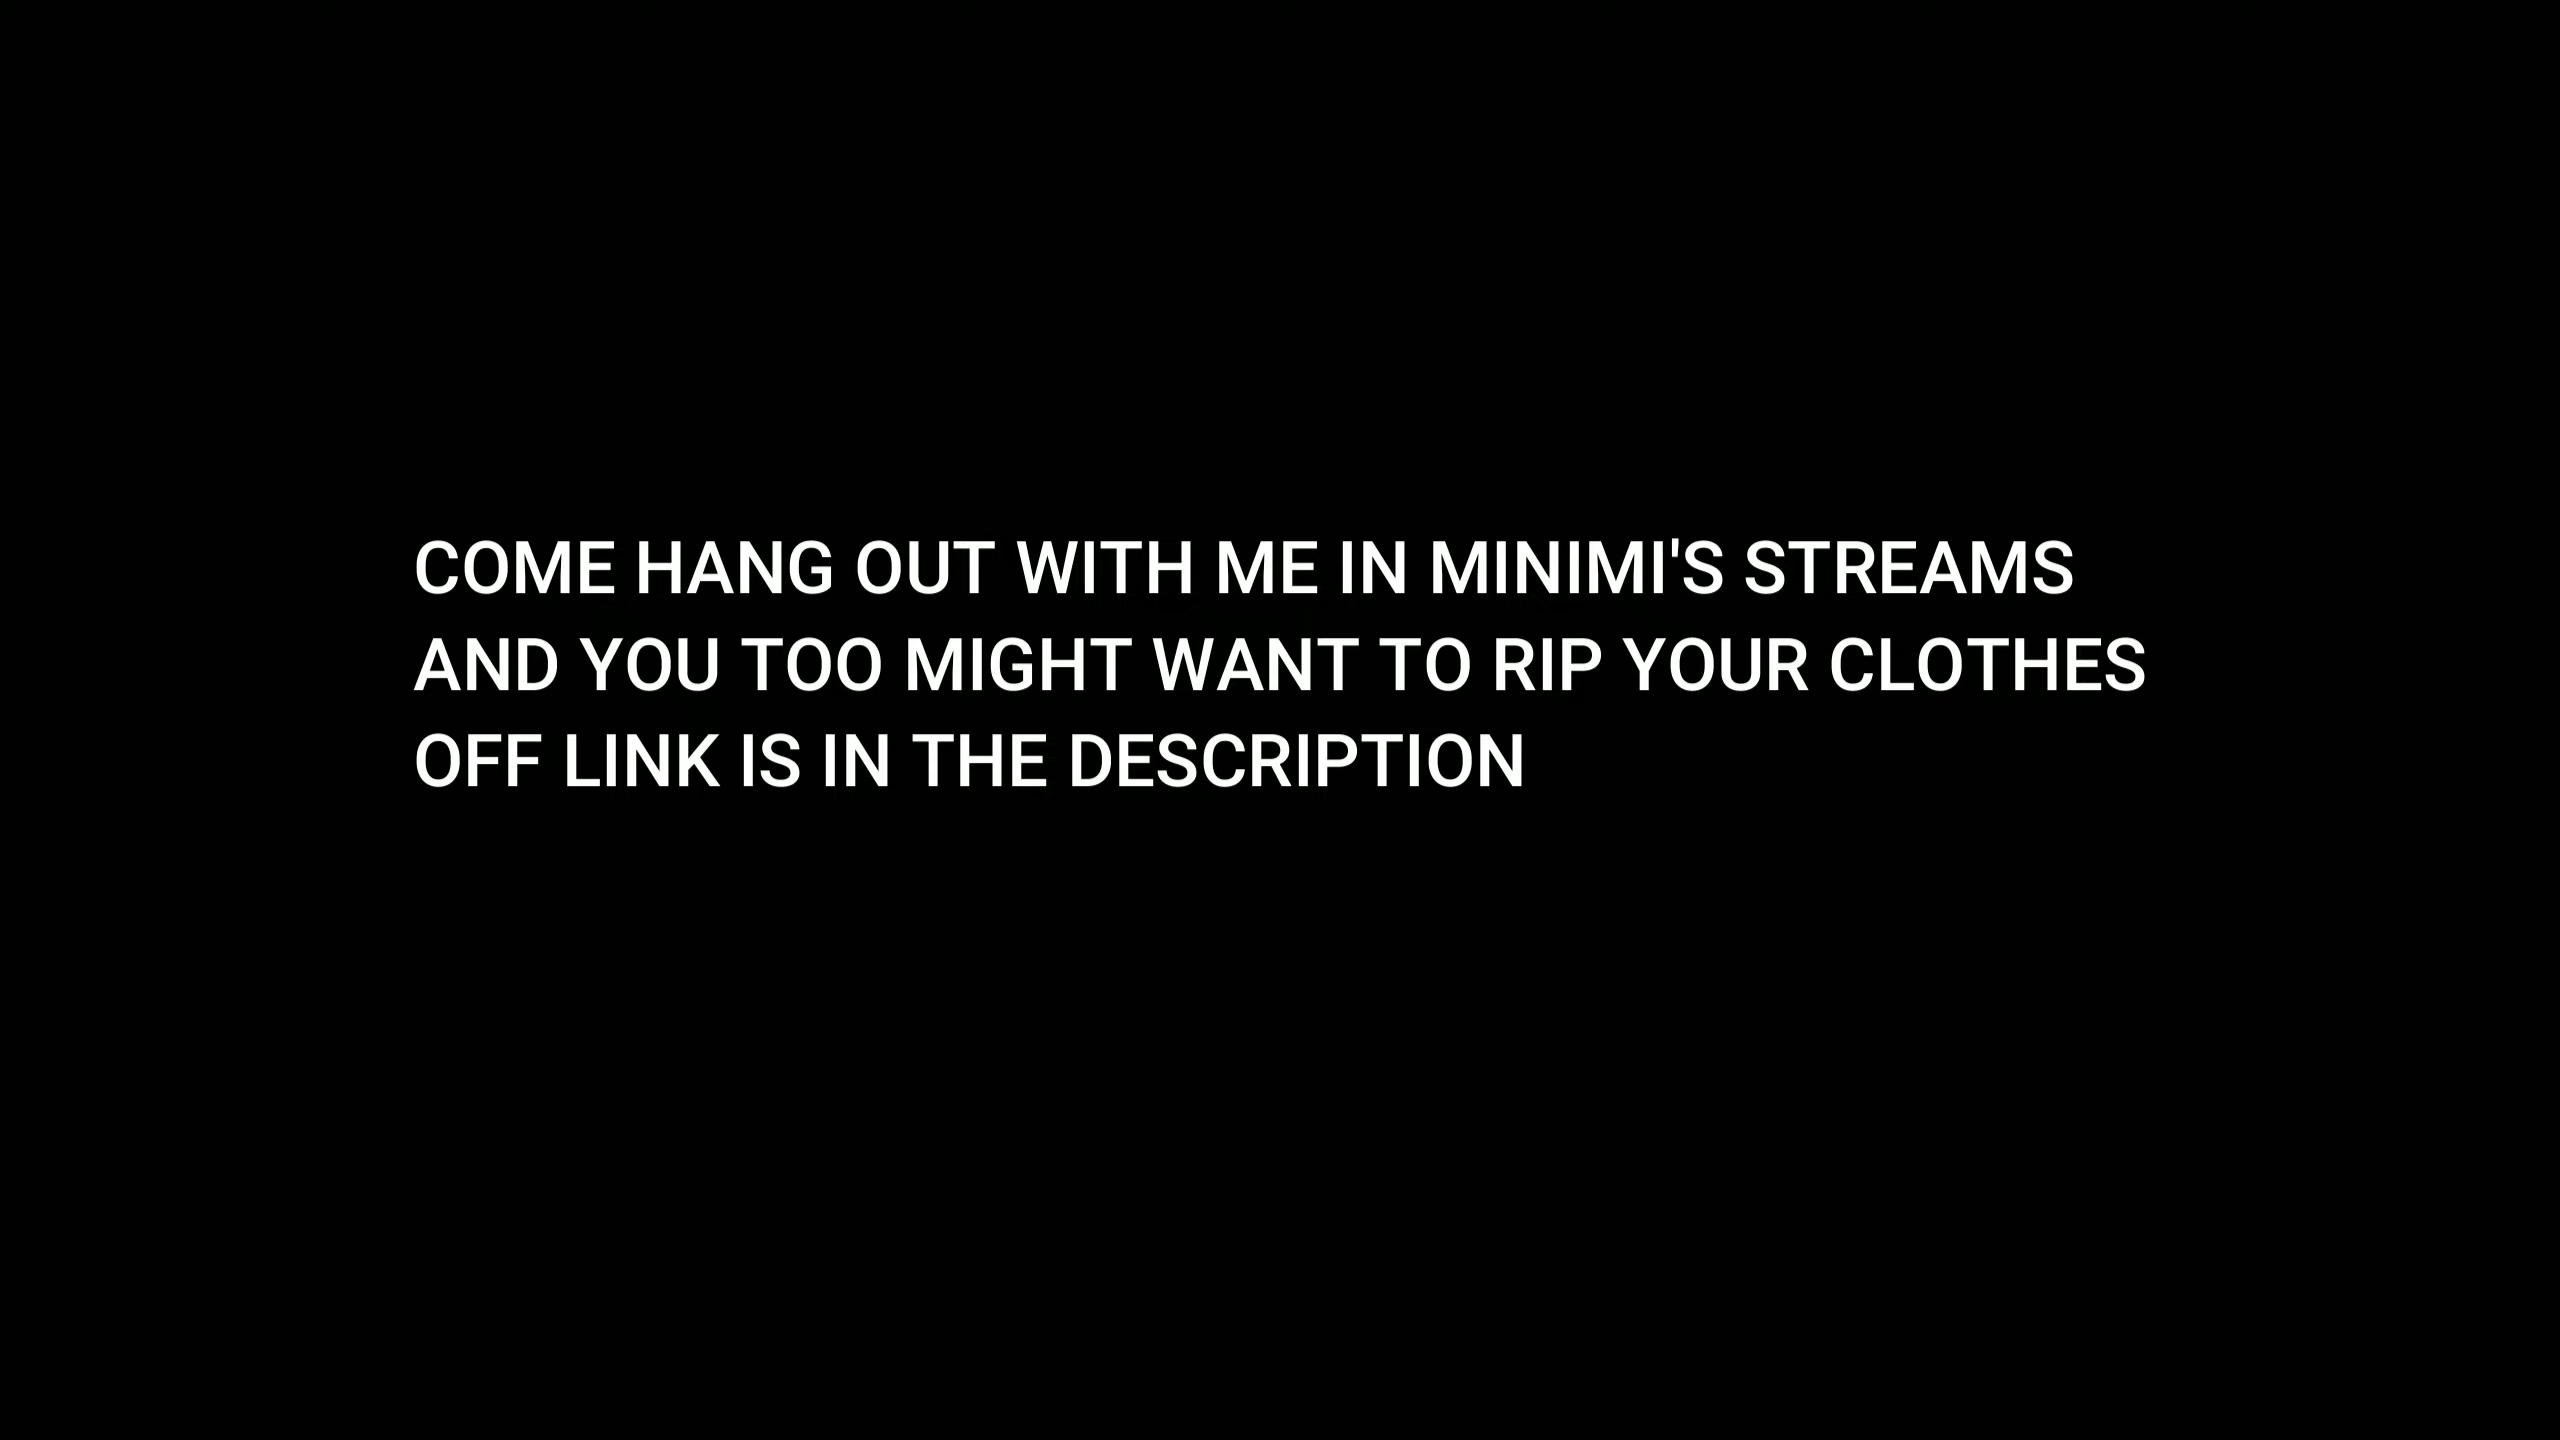 COME HANG OUT WITH ME IN MINIMI'S STREAMS
AND YOU TOO MIGHT WANT TO RIP YOUR CLOTHES
OFF LINK IS IN THE DESCRIPTION